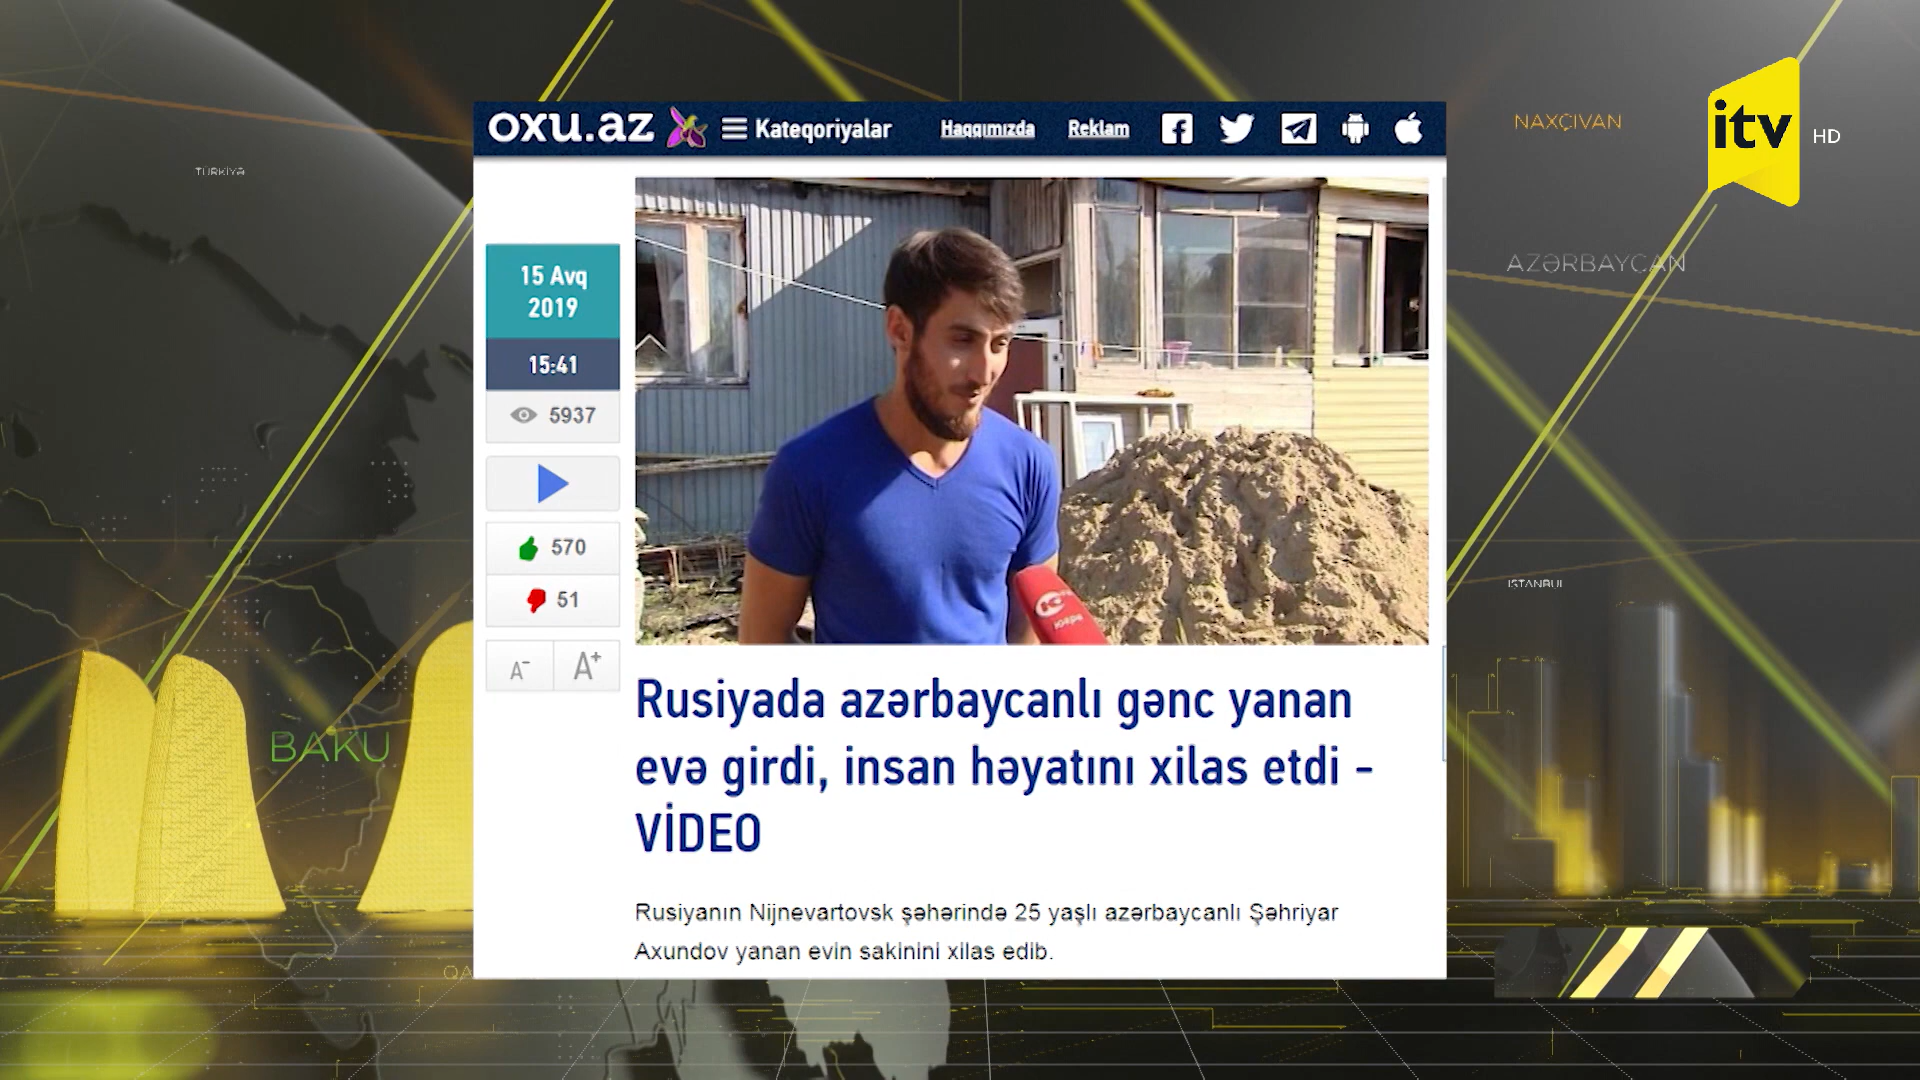 TÜRKİYƏ
NAXÇIVAN
itv HD
AZƏRBAYCAN
BAKU
oxu.az Kateqoriyalar Haqqımızda Reklam
15 Avq
2019
15:41
5937
570
51
A⁻ A⁺
Rusiyada azərbaycanlı gənc yanan
evə girdi, insan həyatını xilas etdi -
VİDEO
Rusiyanın Nijnevartovsk şəhərində 25 yaşlı azərbaycanlı Şəhriyar
Axundov yanan evin sakinini xilas edib.